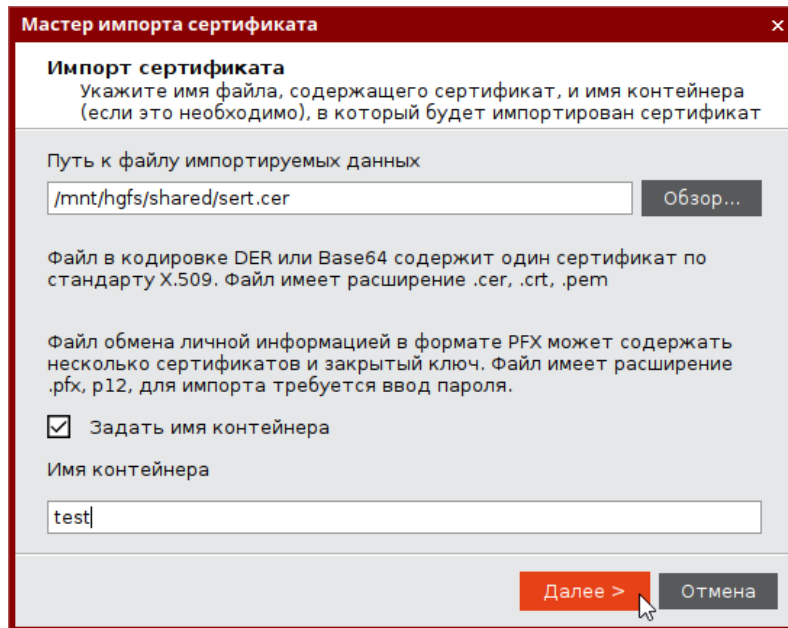 Мастер импорта сертификата
×
Импорт сертификата
Укажите имя файла, содержащего сертификат, и имя контейнера
(если это необходимо), в который будет импортирован сертификат
Путь к файлу импортируемых данных
/mnt/hgfs/shared/sert.cer
Обзор...
Файл в кодировке DER или Base64 содержит один сертификат по
стандарту X.509. Файл имеет расширение .cer, .crt, .pem
Файл обмена личной информацией в формате PFX может содержать
несколько сертификатов и закрытый ключ. Файл имеет расширение
.pfx, p12, для импорта требуется ввод пароля.
Задать имя контейнера
Имя контейнера
test
Далее >
Отмена